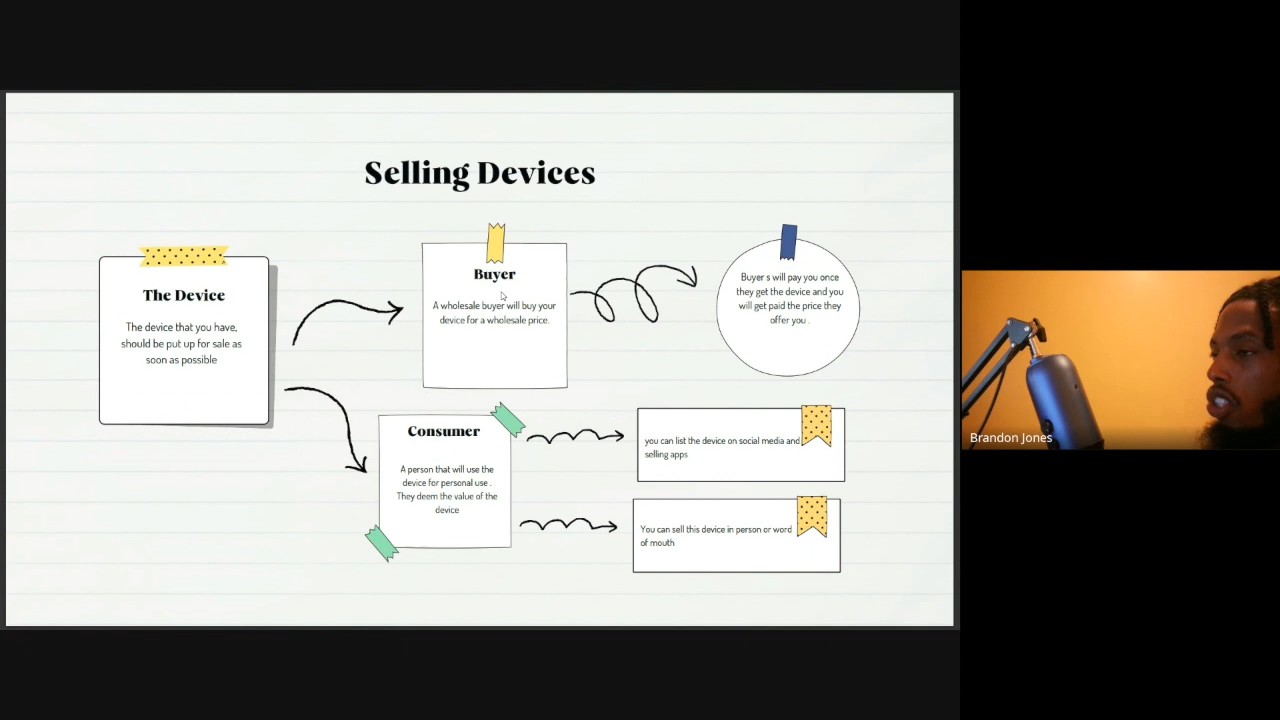 Selling Devices
The Device
The device that you have,
should be put up for sale as
soon as possible
Buyer
A wholesale buyer will buy your
device for a wholesale price.
Buyer s will pay you once
they get the device and you
will get paid the price they
offer you .
Consumer
A person that will use the
device for personal use .
They deem the value of the
device
you can list the device on social media and
selling apps
You can sell this device in person or word
of mouth
Brandon Jones